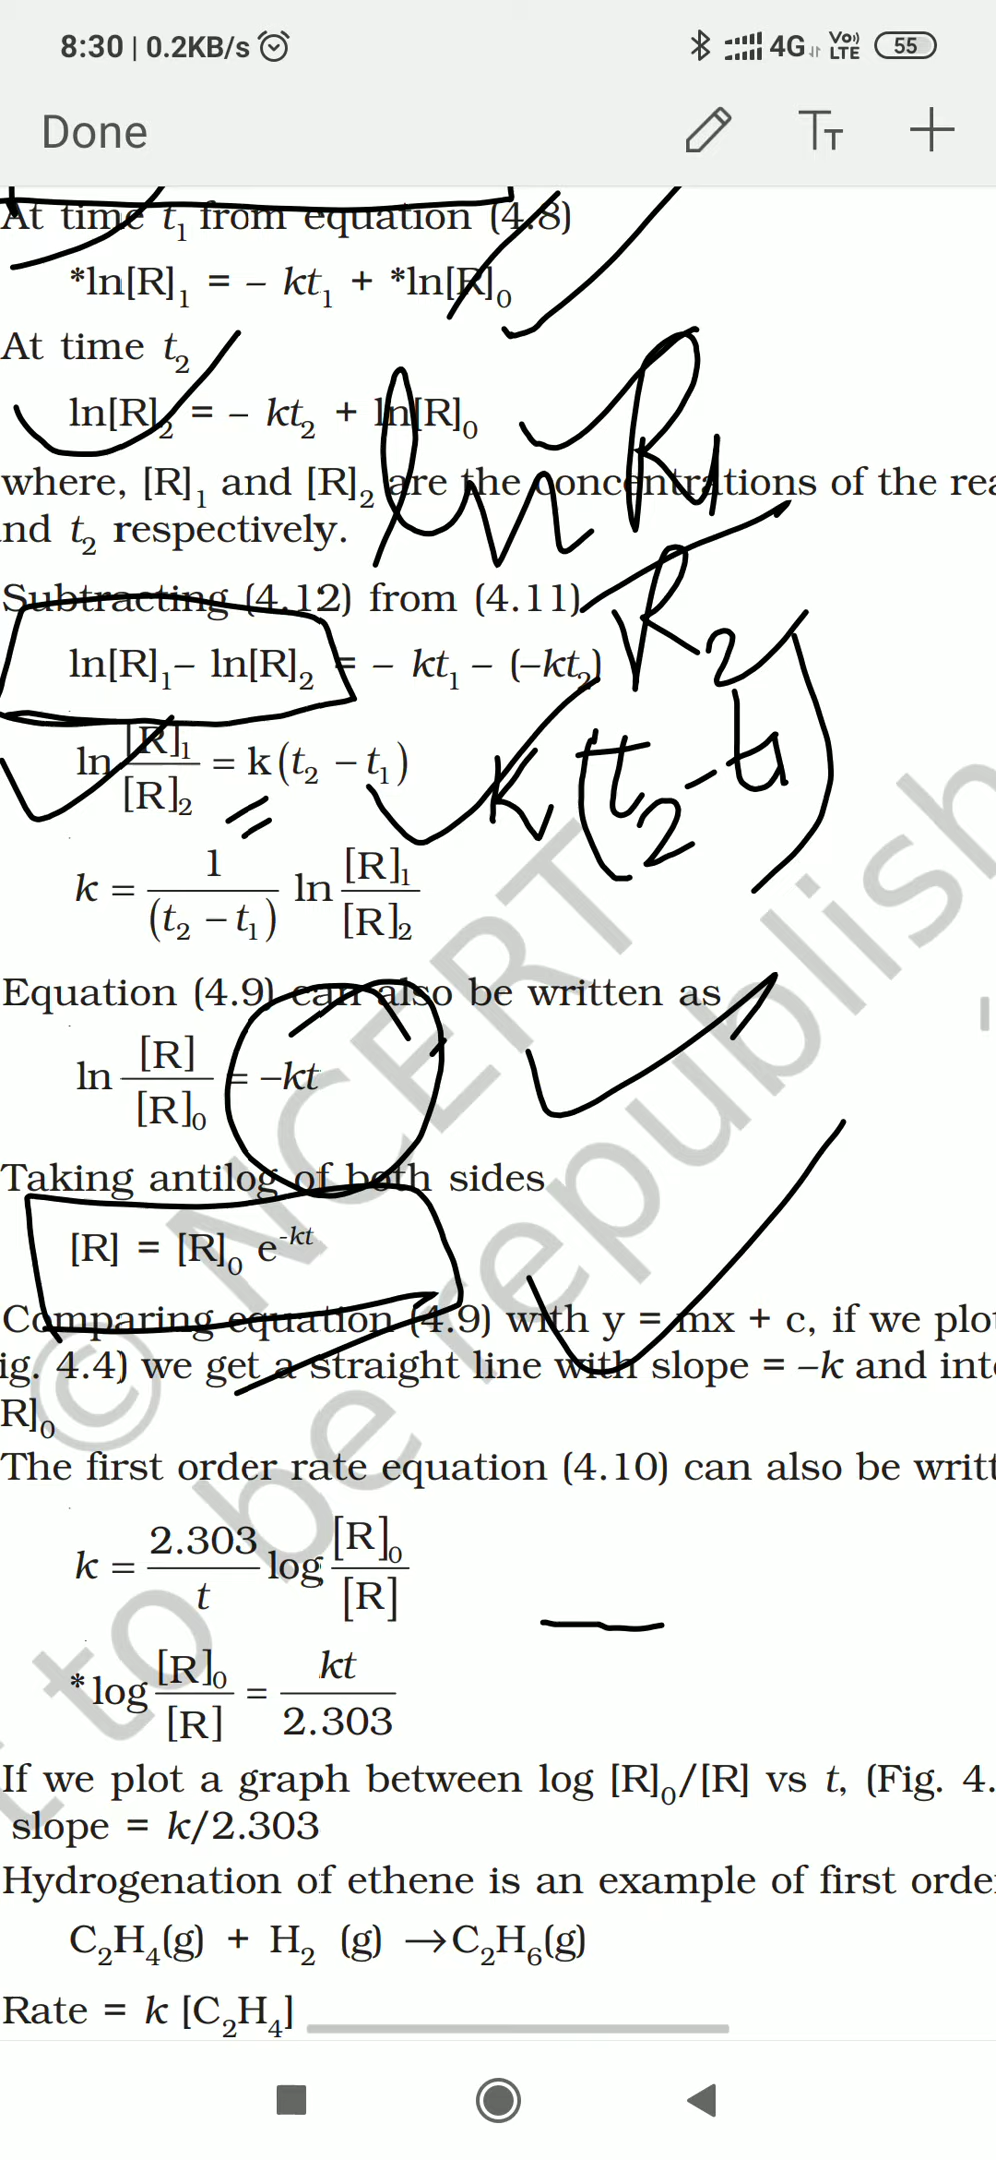 8:30 | 0.2KB/s
4G VoLTE 55
Done
TT +
At time t₁ from equation (4.8)
*ln[R]₁ = – kt₁ + *ln[R]₀
At time t₂
ln[R]₂ = – kt₂ + ln[R]₀
where, [R]₁ and [R]₂ are the concentrations of the rea
nd t₂ respectively.
ln R₁
R₂
Subtracting (4.12) from (4.11)
ln[R]₁– ln[R]₂ = – kt₁ – (–kt₂)
ln [R]₁/[R]₂ = k(t₂ – t₁)
K(t₂-t₁)
k = 1/(t₂ – t₁) ln [R]₁/[R]₂
Equation (4.9) can also be written as
ln [R]/[R]₀ = –kt
Taking antilog of both sides
[R] = [R]₀ e^-kt
Comparing equation (4.9) with y = mx + c, if we plo
ig. 4.4) we get a straight line with slope = –k and int
R]₀
The first order rate equation (4.10) can also be writt
k = 2.303/t log [R]₀/[R]
*log [R]₀/[R] = kt/2.303
If we plot a graph between log [R]₀/[R] vs t, (Fig. 4.
slope = k/2.303
Hydrogenation of ethene is an example of first orde
C₂H₄(g) + H₂ (g) →C₂H₆(g)
Rate = k [C₂H₄]
© NCERT
t to be republish